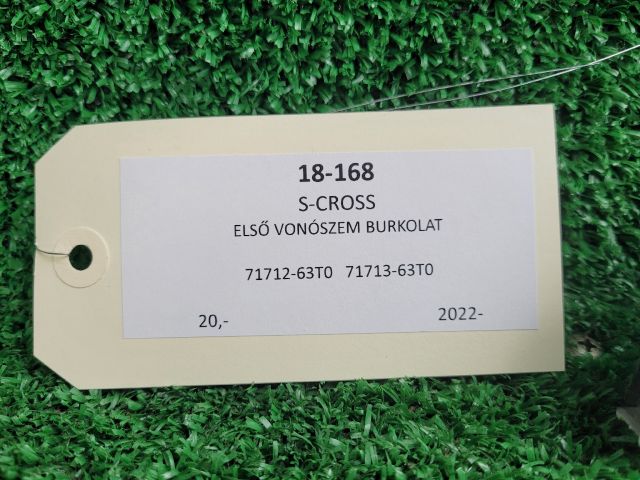 18-168
S-CROSS
ELSŐ VONÓSZEM BURKOLAT
71712-63T0 71713-63T0
20,- 2022-